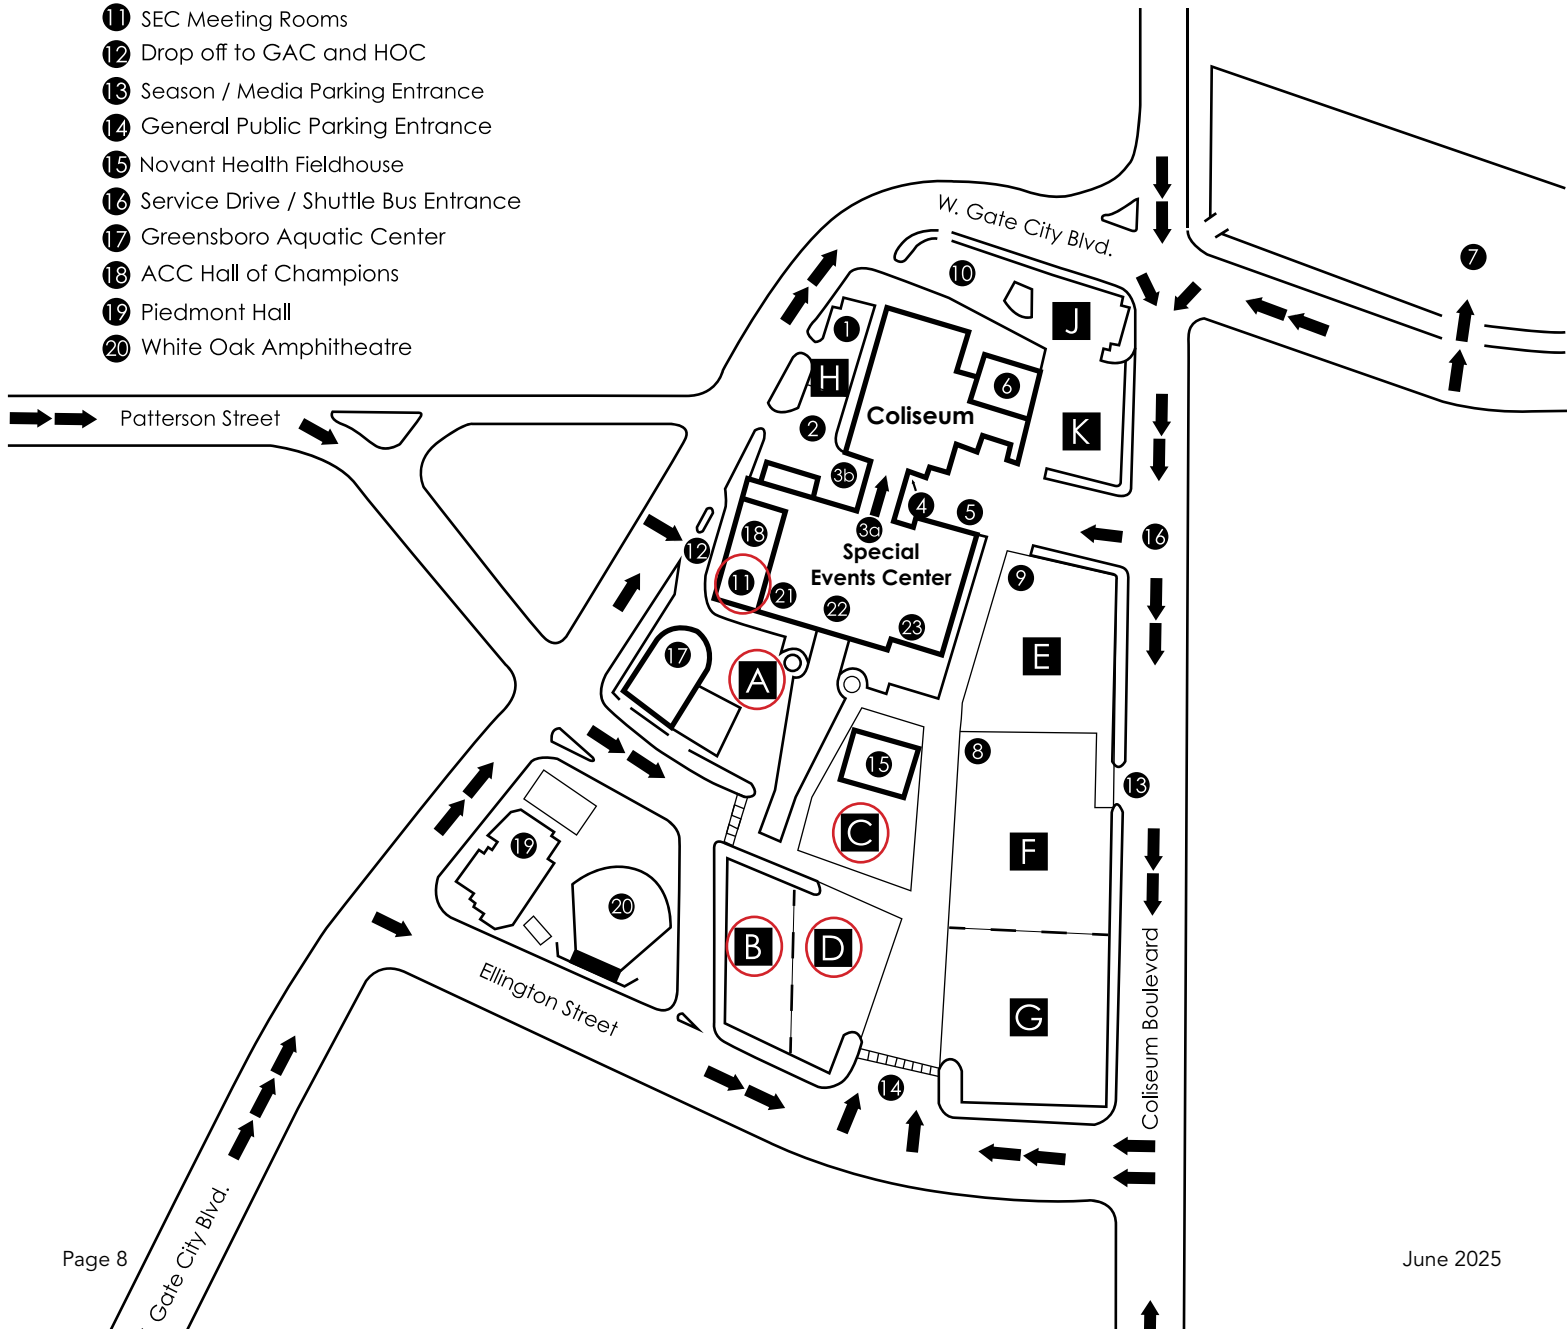 11 SEC Meeting Rooms
12 Drop off to GAC and HOC
13 Season / Media Parking Entrance
14 General Public Parking Entrance
15 Novant Health Fieldhouse
16 Service Drive / Shuttle Bus Entrance
17 Greensboro Aquatic Center
18 ACC Hall of Champions
19 Piedmont Hall
20 White Oak Amphitheatre
W. Gate City Blvd.
7
10
J
1
H
6
Coliseum
Patterson Street
K
2
3b
4
5
3a
18
12
16
Special
Events Center
11
21
22
9
23
17
A
E
15
8
13
C
19
F
20
B
D
Ellington Street
G
Coliseum Boulevard
14
Gate City Blvd.
Page 8
June 2025